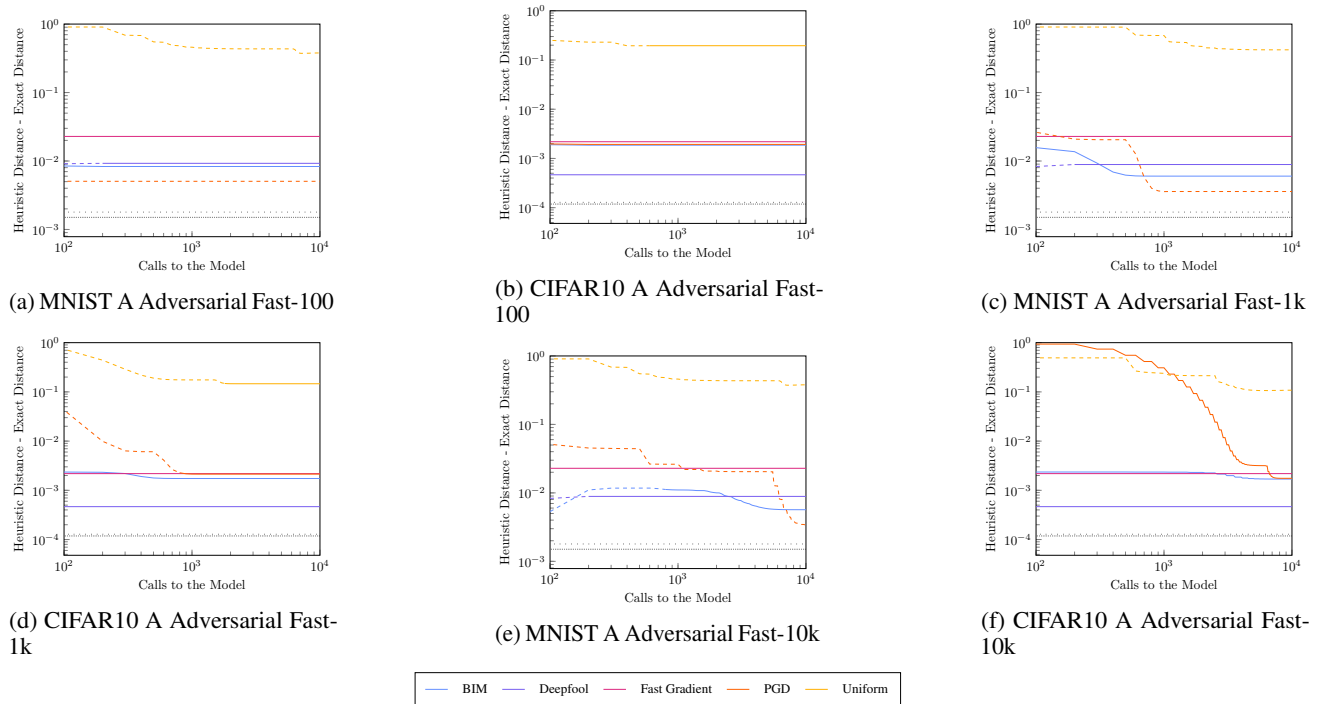 10^0
10^-1
10^-2
10^-3
Heuristic Distance - Exact Distance
10^2
10^3
10^4
Calls to the Model
(a) MNIST A Adversarial Fast-100
10^0
10^-1
10^-2
10^-3
10^-4
Heuristic Distance - Exact Distance
10^2
10^3
10^4
Calls to the Model
(b) CIFAR10 A Adversarial Fast-
100
10^0
10^-1
10^-2
10^-3
Heuristic Distance - Exact Distance
10^2
10^3
10^4
Calls to the Model
(c) MNIST A Adversarial Fast-1k
10^0
10^-1
10^-2
10^-3
10^-4
Heuristic Distance - Exact Distance
10^2
10^3
10^4
Calls to the Model
(d) CIFAR10 A Adversarial Fast-
1k
10^0
10^-1
10^-2
10^-3
Heuristic Distance - Exact Distance
10^2
10^3
10^4
Calls to the Model
(e) MNIST A Adversarial Fast-10k
10^0
10^-1
10^-2
10^-3
10^-4
Heuristic Distance - Exact Distance
10^2
10^3
10^4
Calls to the Model
(f) CIFAR10 A Adversarial Fast-
10k
BIM Deepfool Fast Gradient PGD Uniform